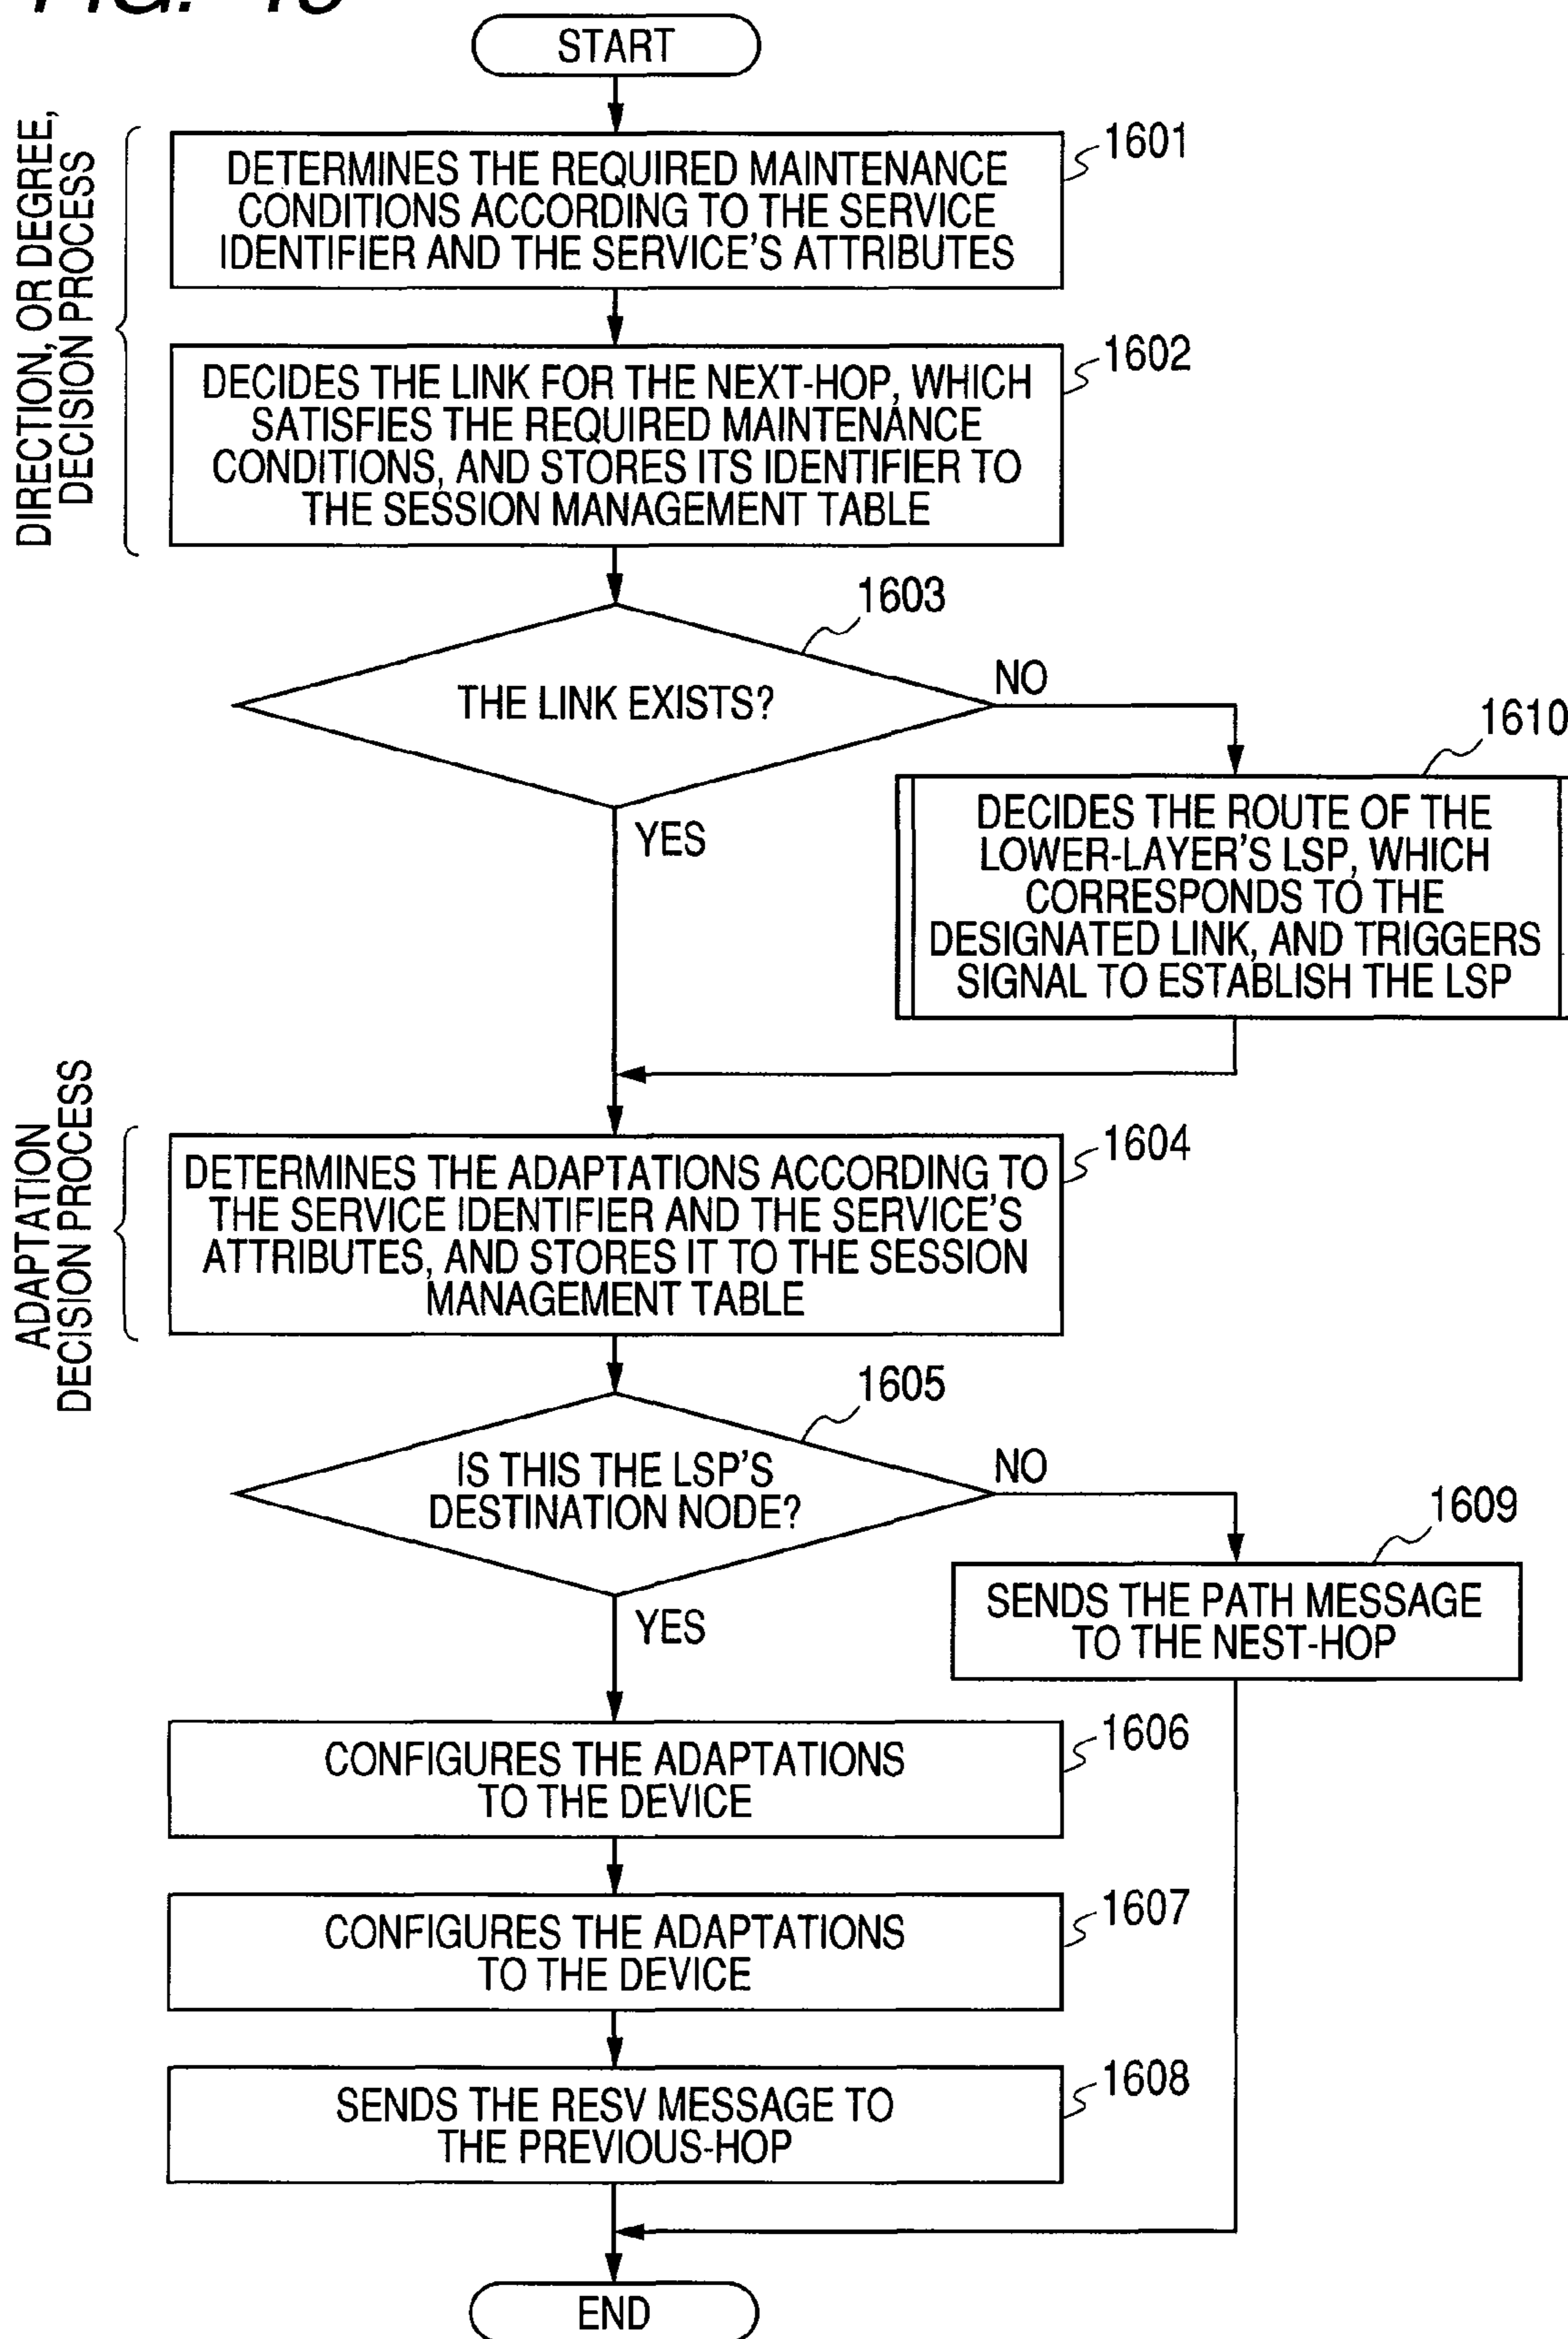 START
DIRECTION, OR DEGREE,
DECISION PROCESS
1601
DETERMINES THE REQUIRED MAINTENANCE
CONDITIONS ACCORDING TO THE SERVICE
IDENTIFIER AND THE SERVICE'S ATTRIBUTES
1602
DECIDES THE LINK FOR THE NEXT-HOP, WHICH
SATISFIES THE REQUIRED MAINTENANCE
CONDITIONS, AND STORES ITS IDENTIFIER TO
THE SESSION MANAGEMENT TABLE
1603
THE LINK EXISTS?
NO
YES
1610
DECIDES THE ROUTE OF THE
LOWER-LAYER'S LSP, WHICH
CORRESPONDS TO THE
DESIGNATED LINK, AND TRIGGERS
SIGNAL TO ESTABLISH THE LSP
ADAPTATION
DECISION PROCESS
1604
DETERMINES THE ADAPTATIONS ACCORDING TO
THE SERVICE IDENTIFIER AND THE SERVICE'S
ATTRIBUTES, AND STORES IT TO THE SESSION
MANAGEMENT TABLE
1605
IS THIS THE LSP'S
DESTINATION NODE?
NO
YES
1609
SENDS THE PATH MESSAGE
TO THE NEST-HOP
1606
CONFIGURES THE ADAPTATIONS
TO THE DEVICE
1607
CONFIGURES THE ADAPTATIONS
TO THE DEVICE
1608
SENDS THE RESV MESSAGE TO
THE PREVIOUS-HOP
END